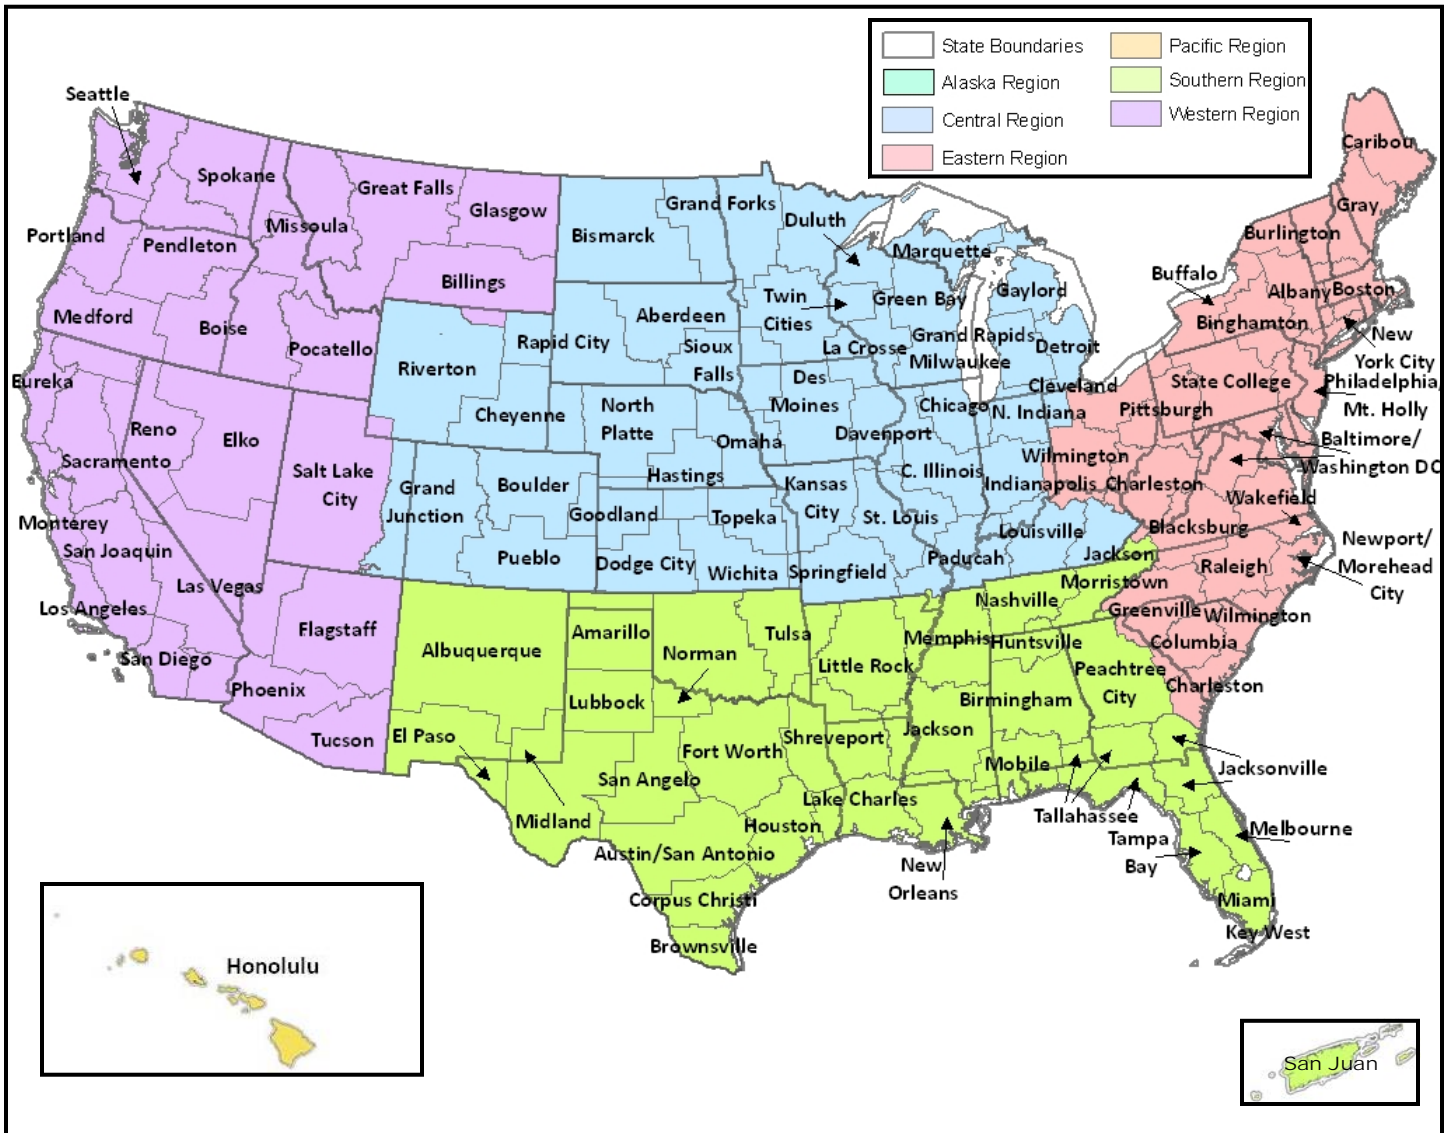 State Boundaries
Alaska Region
Central Region
Eastern Region
Pacific Region
Southern Region
Western Region
Seattle
Spokane
Great Falls
Glasgow
Missoula
Portland
Pendleton
Billings
Medford
Boise
Pocatello
Eureka
Reno
Elko
Sacramento
Salt Lake
City
Monterey
San Joaquin
Las Vegas
Los Angeles
Flagstaff
San Diego
Phoenix
Tucson
Bismarck
Grand Forks
Duluth
Marquette
Twin
Cities
Green Bay
Gaylord
Aberdeen
Rapid City
Sioux
Falls
La Crosse
Grand Rapids
Milwaukee
Detroit
Riverton
Cheyenne
North
Platte
Des
Moines
Chicago
Cleveland
N. Indiana
Omaha
Davenport
Hastings
Grand
Junction
Boulder
Goodland
Topeka
Kansas
City
C. Illinois
St. Louis
Indianapolis
Louisville
Pueblo
Dodge City
Wichita
Springfield
Paducah
Jackson
Caribou
Gray
Burlington
Buffalo
Albany
Boston
Binghamton
New
York City
State College
Philadelphia,
Mt. Holly
Pittsburgh
Baltimore/
Washington DC
Wilmington
Charleston
Wakefield
Blacksburg
Newport/
Morehead
City
Raleigh
Greenville
Wilmington
Columbia
Charleston
Morristown
Nashville
Memphis
Huntsville
Peachtree
City
Albuquerque
Amarillo
Norman
Tulsa
Little Rock
Lubbock
Birmingham
El Paso
Fort Worth
Shreveport
Jackson
Mobile
San Angelo
Midland
Lake Charles
Houston
Austin/San Antonio
Tallahassee
Jacksonville
Tampa
Bay
Melbourne
New
Orleans
Corpus Christi
Brownsville
Miami
Key West
Honolulu
San Juan